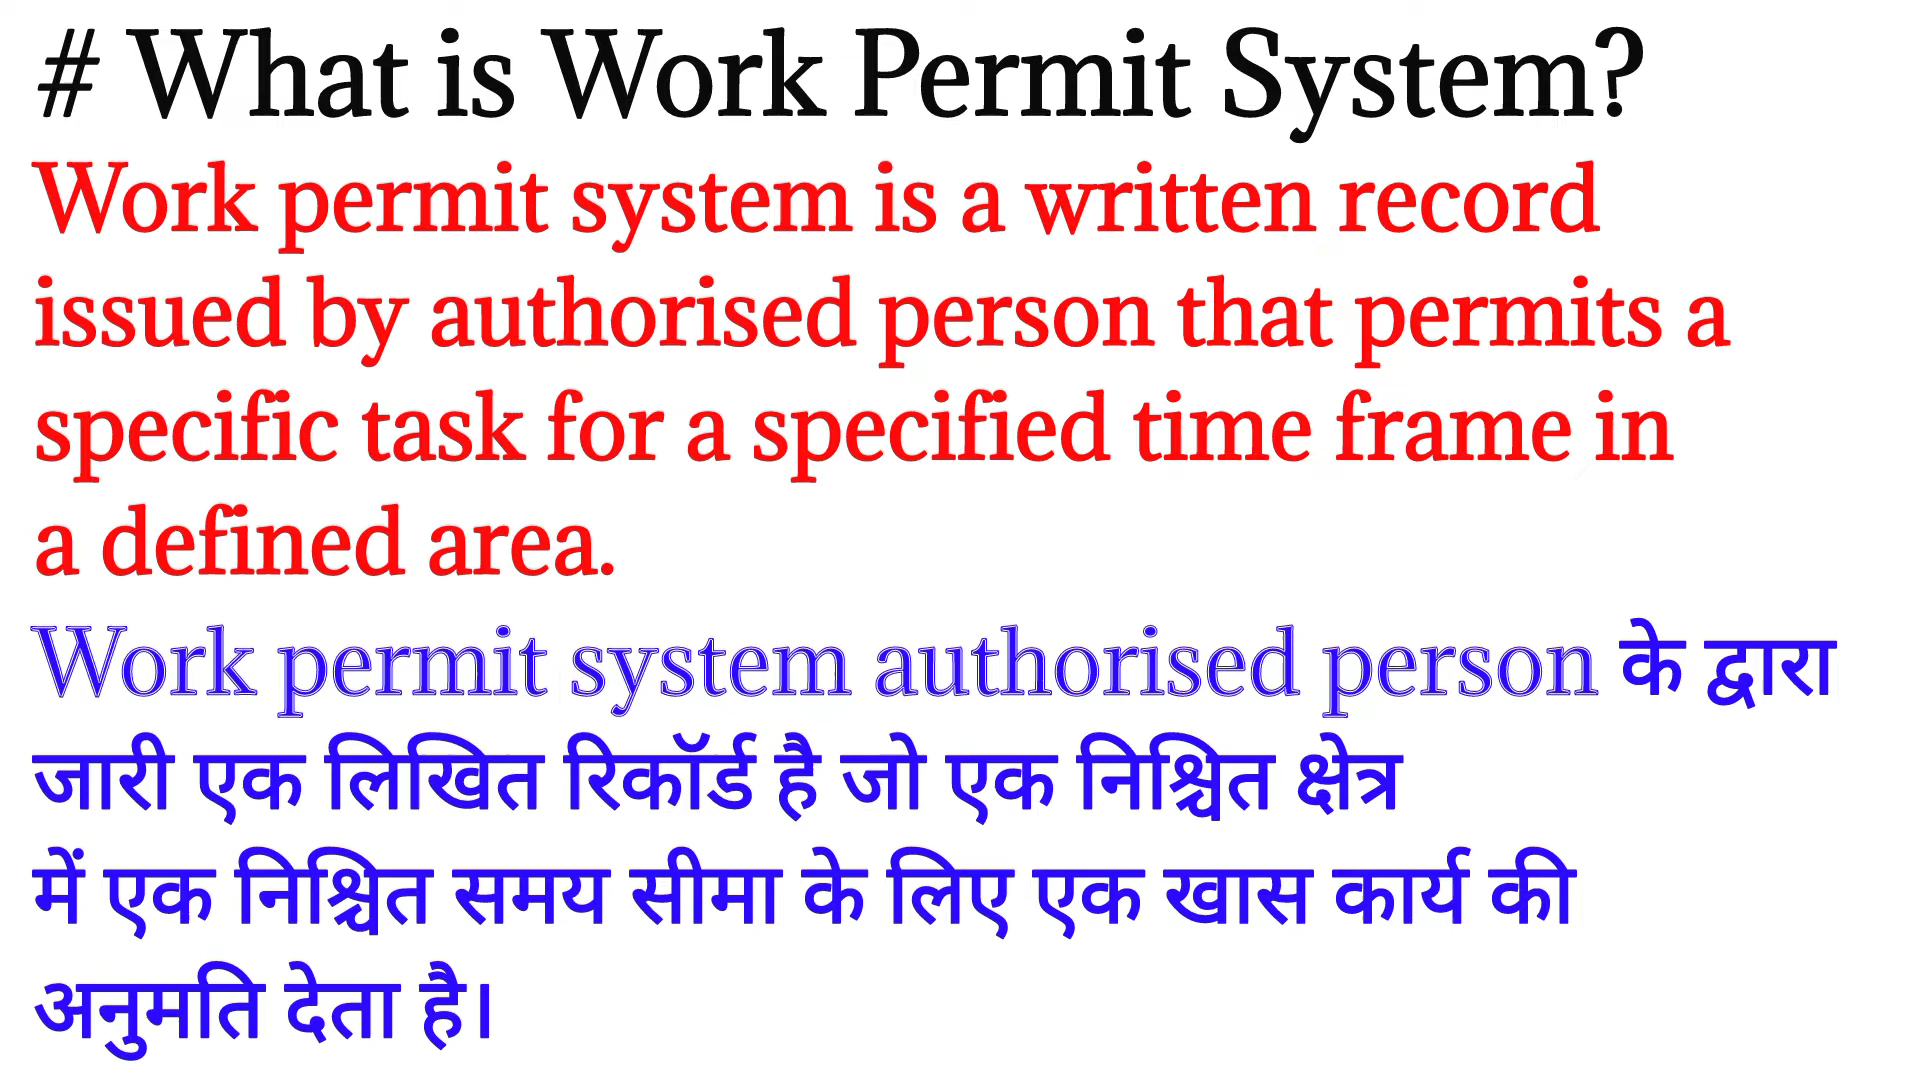 # What is Work Permit System?
Work permit system is a written record
issued by authorised person that permits a
specific task for a specified time frame in
a defined area.
Work permit system authorised person के द्वारा
जारी एक लिखित रिकॉर्ड है जो एक निश्चित क्षेत्र
में एक निश्चित समय सीमा के लिए एक खास कार्य की
अनुमति देता है।